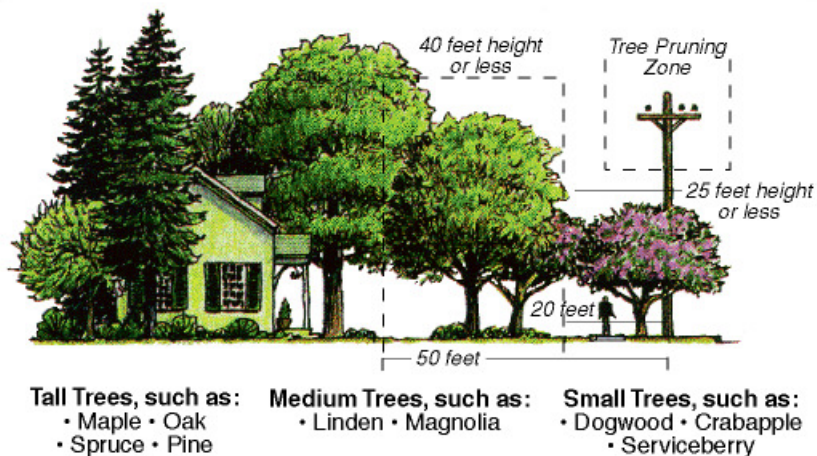 40 feet height
or less
Tree Pruning
Zone
25 feet height
or less
20 feet
50 feet
Tall Trees, such as:
• Maple • Oak
• Spruce • Pine
Medium Trees, such as:
• Linden • Magnolia
Small Trees, such as:
• Dogwood • Crabapple
• Serviceberry